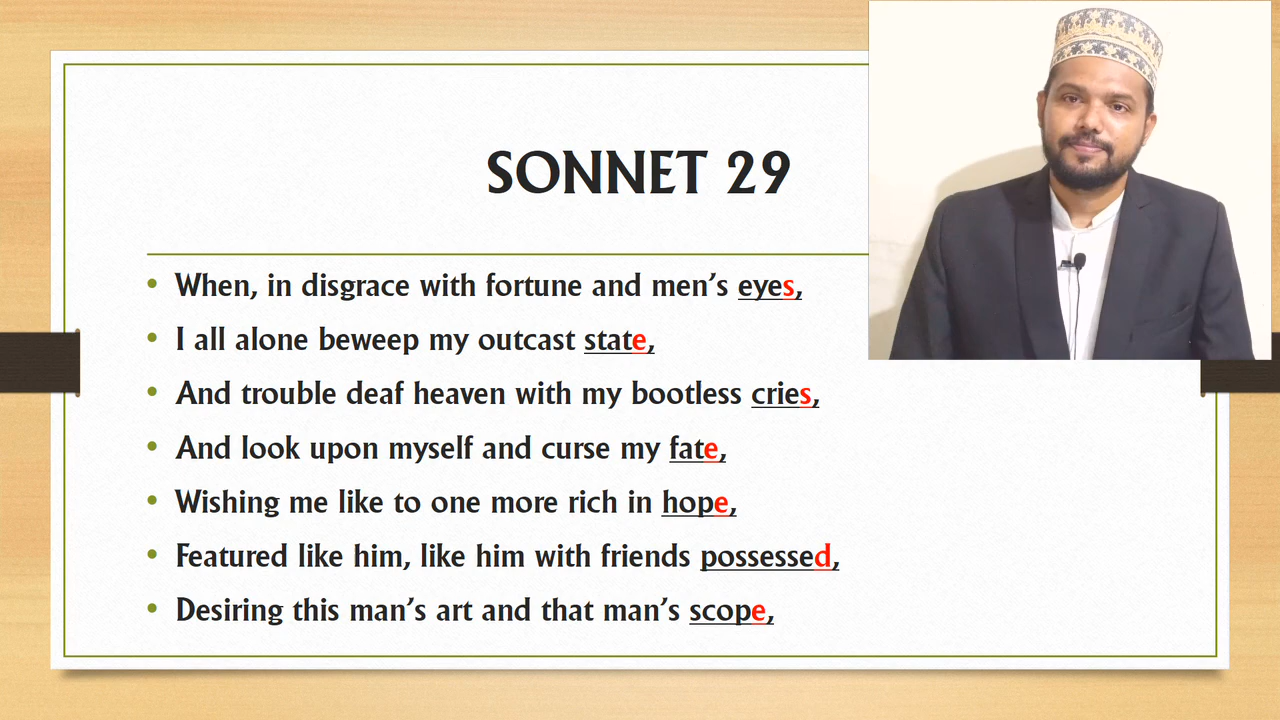 SONNET 29
• When, in disgrace with fortune and men’s eyes,
• I all alone beweep my outcast state,
• And trouble deaf heaven with my bootless cries,
• And look upon myself and curse my fate,
• Wishing me like to one more rich in hope,
• Featured like him, like him with friends possessed,
• Desiring this man’s art and that man’s scope,